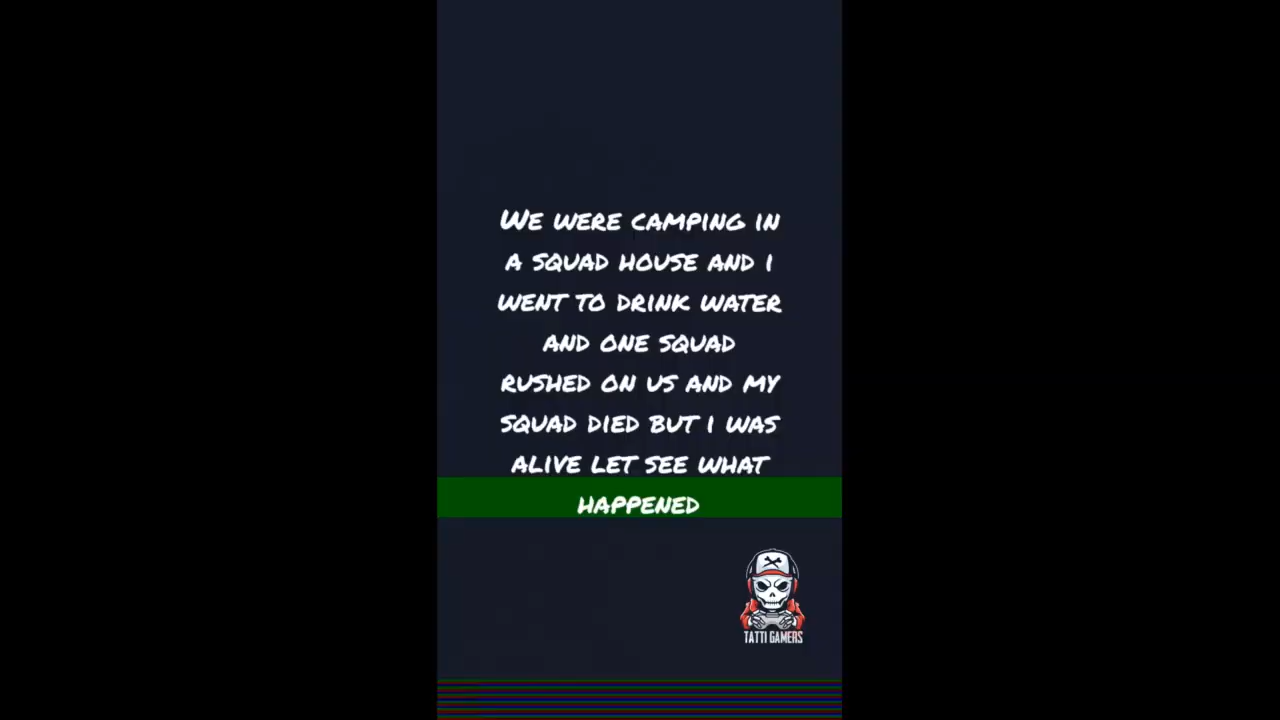 WE WERE CAMPING IN
A SQUAD HOUSE AND I
WENT TO DRINK WATER
AND ONE SQUAD
RUSHED ON US AND MY
SQUAD DIED BUT I WAS
ALIVE LET SEE WHAT
HAPPENED
TATTI GAMERS